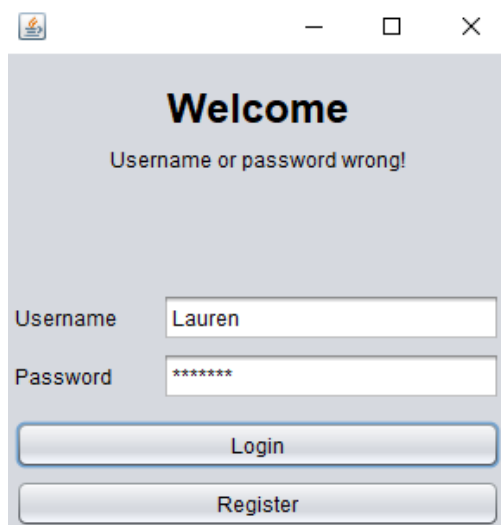 Welcome
Username or password wrong!
Username Lauren
Password *******
Login
Register